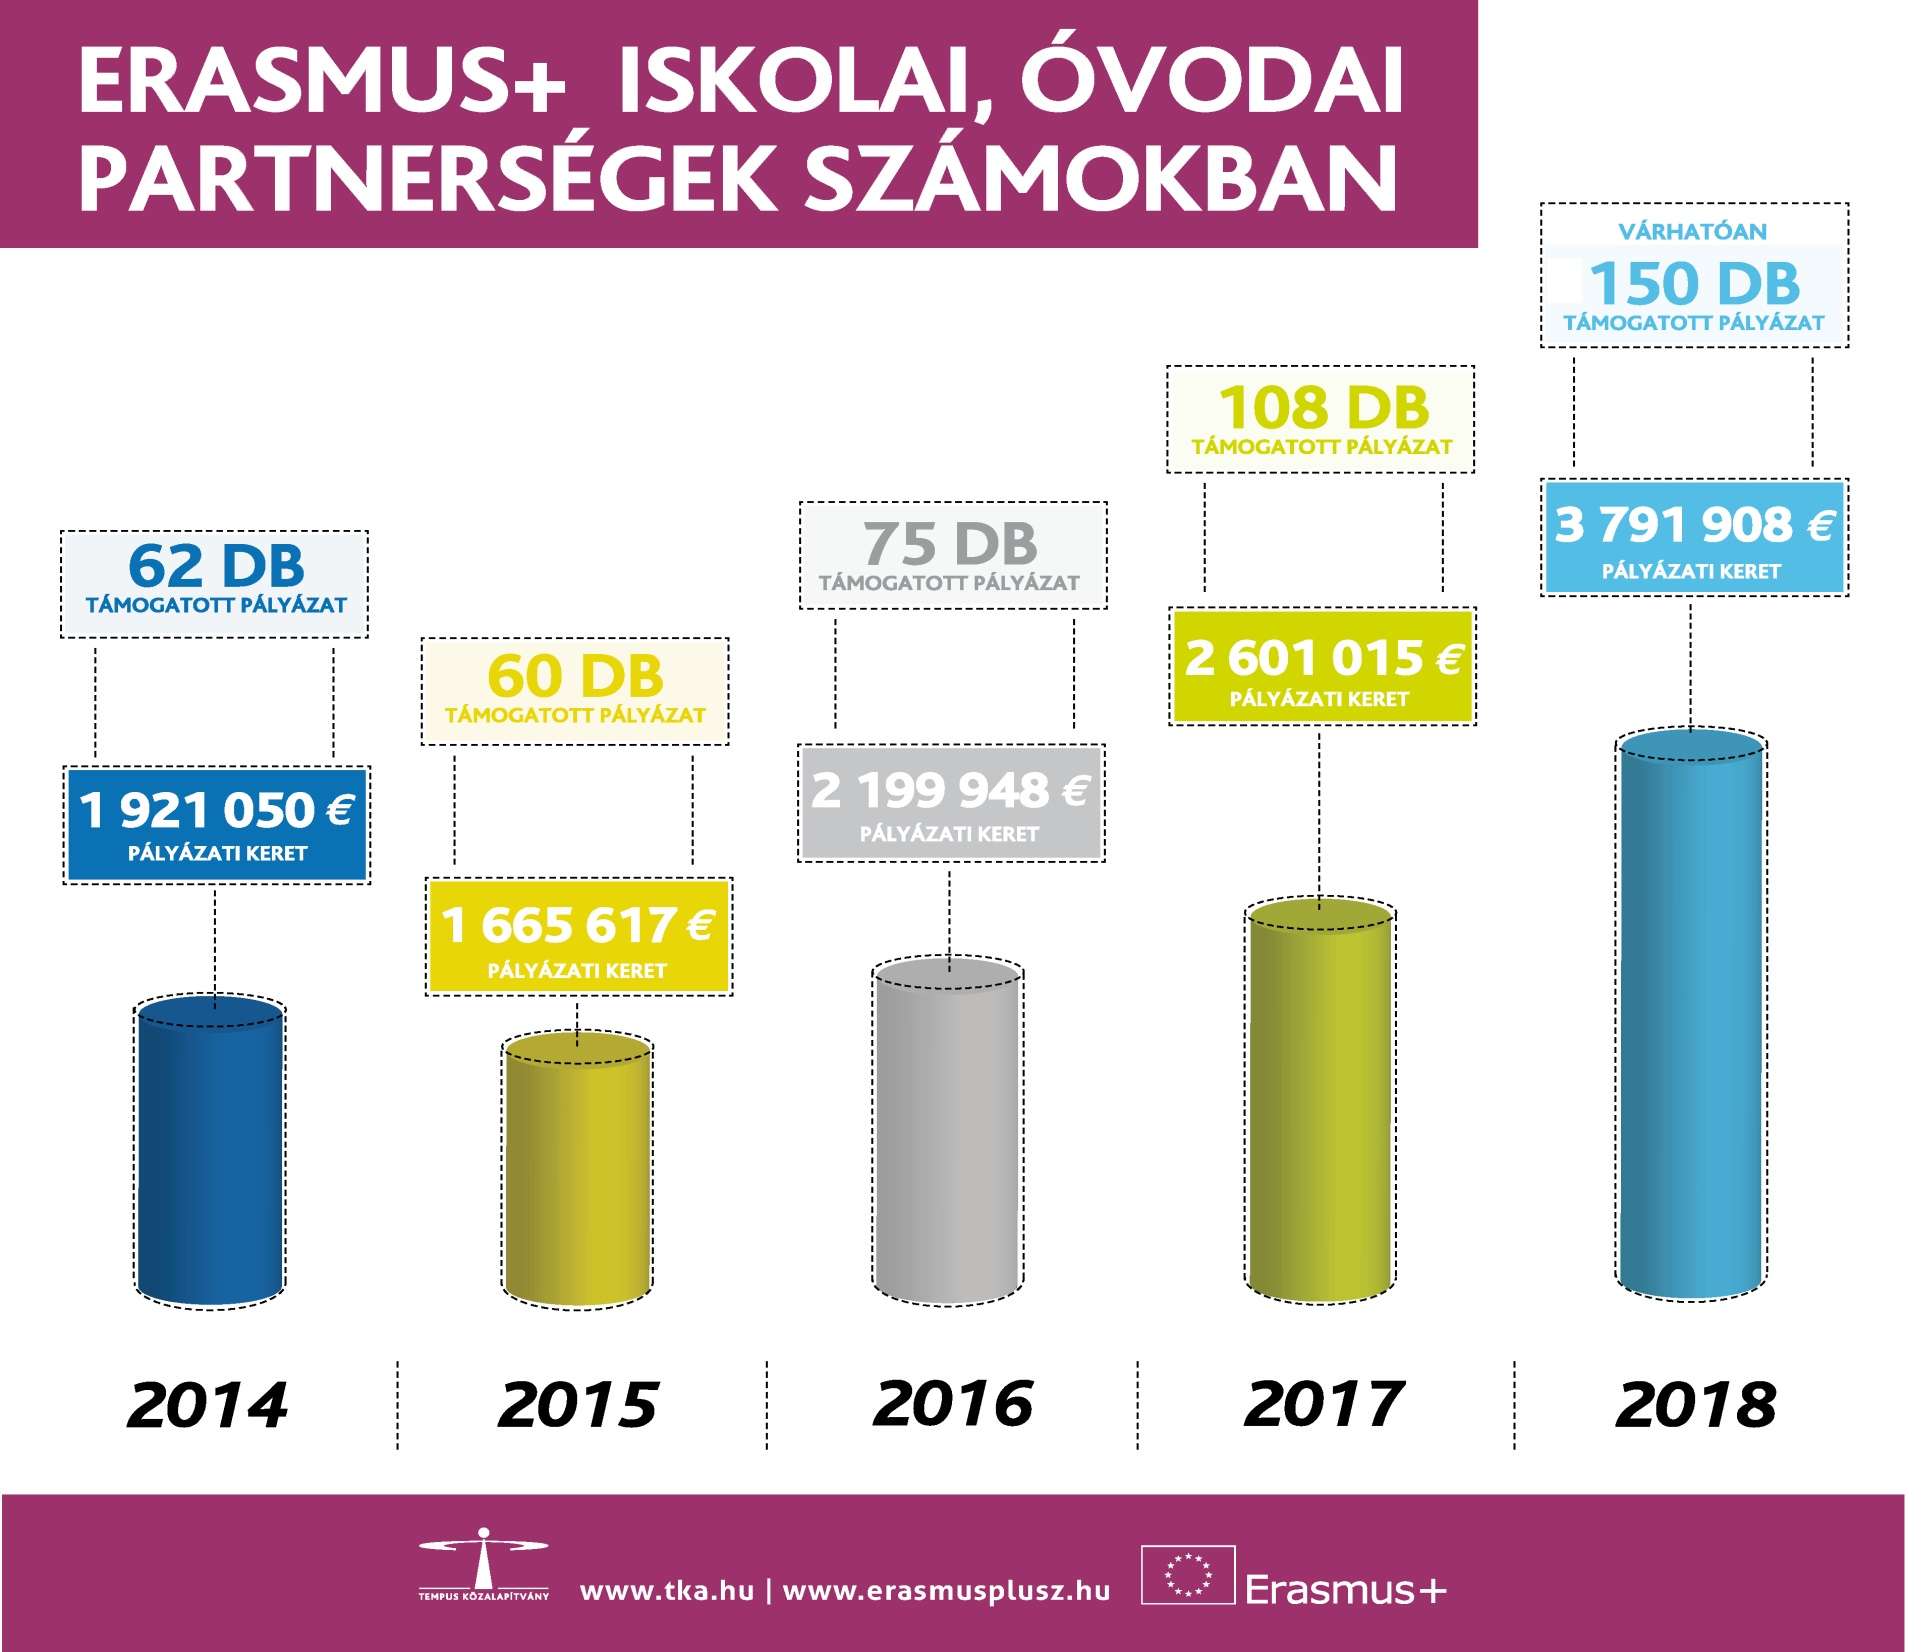 ERASMUS+ ISKOLAI, ÓVODAI
PARTNERSÉGEK SZÁMOKBAN
62 DB
TÁMOGATOTT PÁLYÁZAT
1 921 050 €
PÁLYÁZATI KERET
2014
60 DB
TÁMOGATOTT PÁLYÁZAT
1 665 617 €
PÁLYÁZATI KERET
2015
75 DB
TÁMOGATOTT PÁLYÁZAT
2 199 948 €
PÁLYÁZATI KERET
2016
108 DB
TÁMOGATOTT PÁLYÁZAT
2 601 015 €
PÁLYÁZATI KERET
2017
VÁRHATÓAN
150 DB
TÁMOGATOTT PÁLYÁZAT
3 791 908 €
PÁLYÁZATI KERET
2018
TEMPUS KÖZALAPÍTVÁNY
www.tka.hu | www.erasmusplusz.hu
Erasmus+